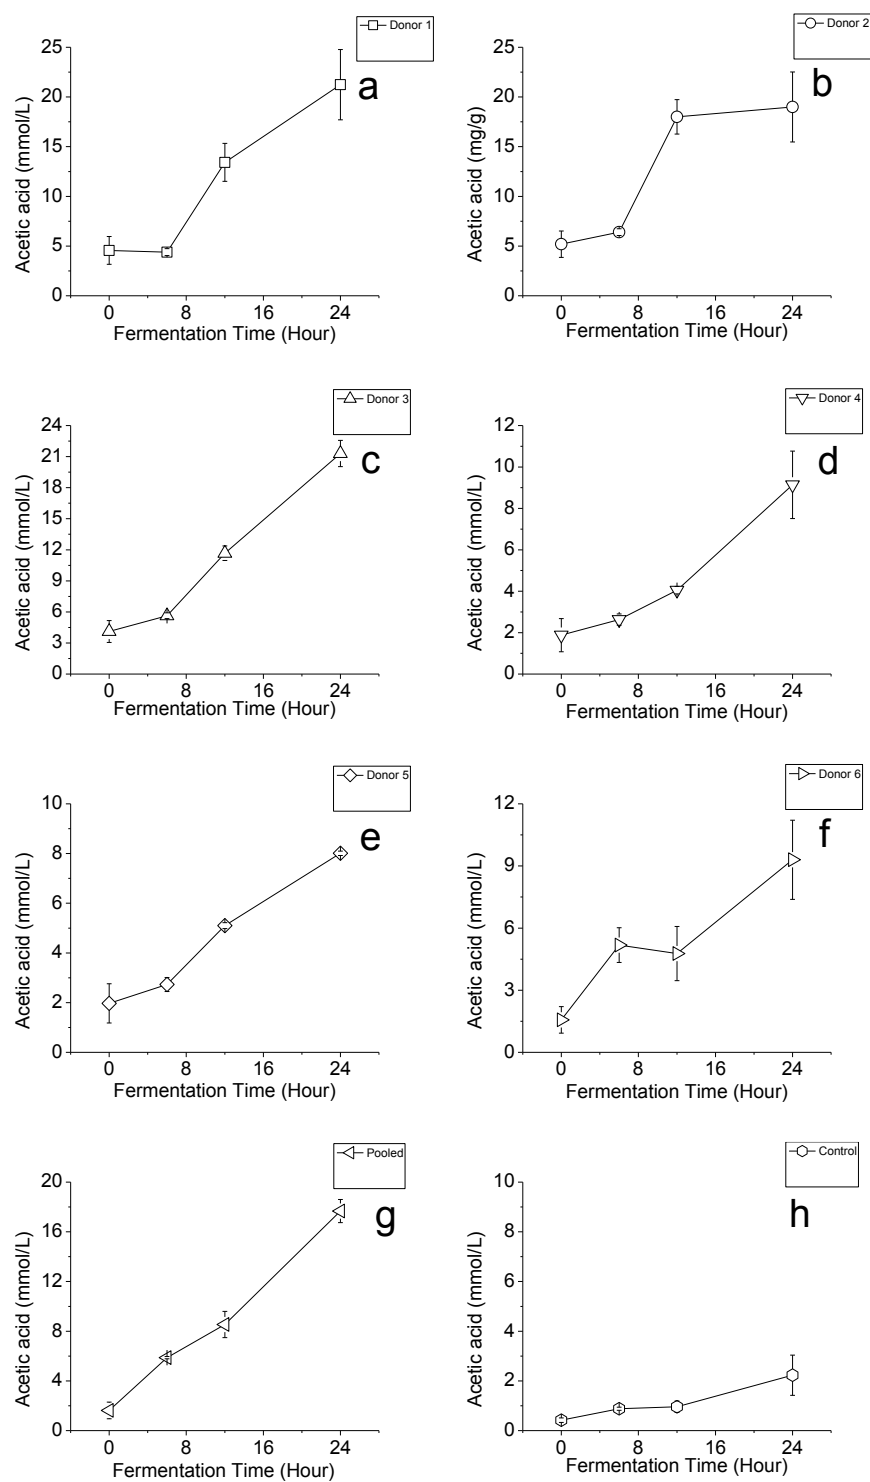 Donor 1
a
Acetic acid (mmol/L)
25
20
15
10
5
0
0 8 16 24
Fermentation Time (Hour)
Donor 2
b
Acetic acid (mg/g)
25
20
15
10
5
0
0 8 16 24
Fermentation Time (Hour)
Donor 3
c
Acetic acid (mmol/L)
24
21
18
15
12
9
6
3
0
0 8 16 24
Fermentation Time (Hour)
Donor 4
d
Acetic acid (mmol/L)
12
10
8
6
4
2
0
0 8 16 24
Fermentation Time (Hour)
Donor 5
e
Acetic acid (mmol/L)
10
8
6
4
2
0
0 8 16 24
Fermentation Time (Hour)
Donor 6
f
Acetic acid (mmol/L)
12
9
6
3
0
0 8 16 24
Fermentation Time (Hour)
Pooled
g
Acetic acid (mmol/L)
20
16
12
8
4
0
0 8 16 24
Fermentation Time (Hour)
Control
h
Acetic acid (mmol/L)
10
8
6
4
2
0
0 8 16 24
Fermentation Time (Hour)